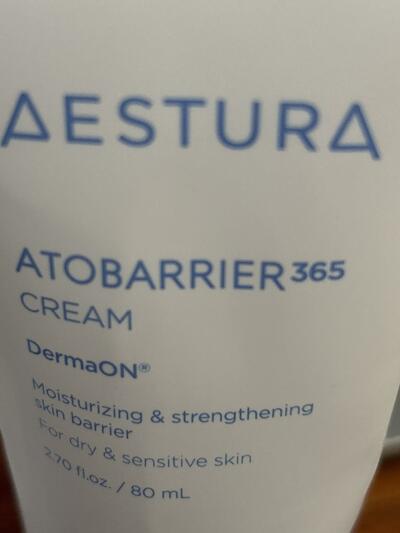 AESTURA
ATOBARRIER365
CREAM
DermaON®
Moisturizing & strengthening
skin barrier
For dry & sensitive skin
2.70 fl.oz. / 80 mL